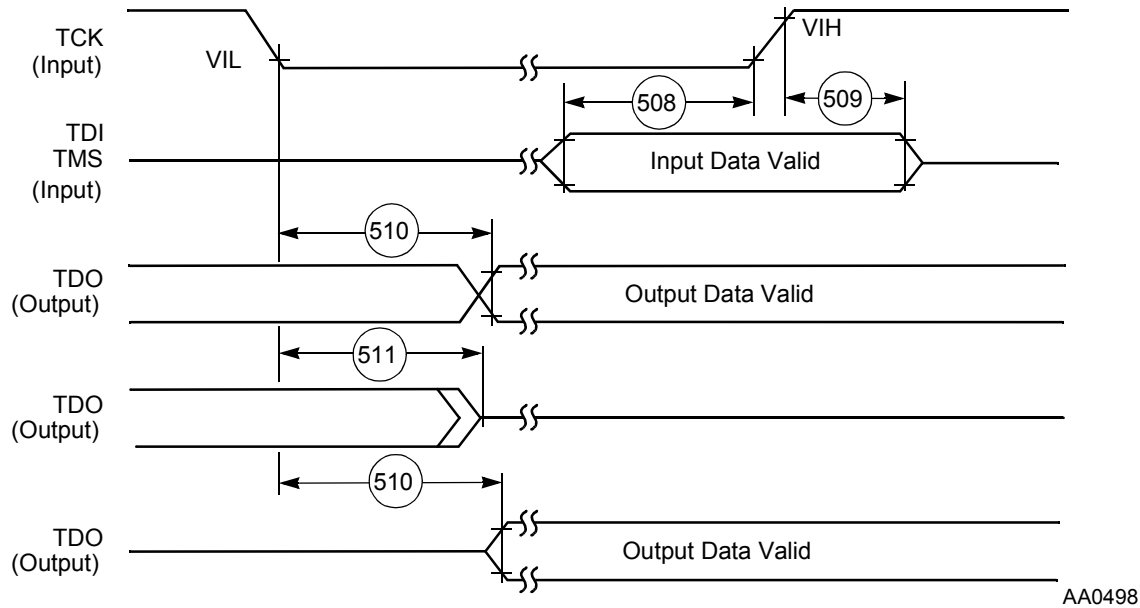 TCK
(Input)
VIL
VIH
508
509
TDI
TMS
(Input)
Input Data Valid
510
TDO
(Output)
Output Data Valid
511
TDO
(Output)
510
TDO
(Output)
Output Data Valid
AA0498